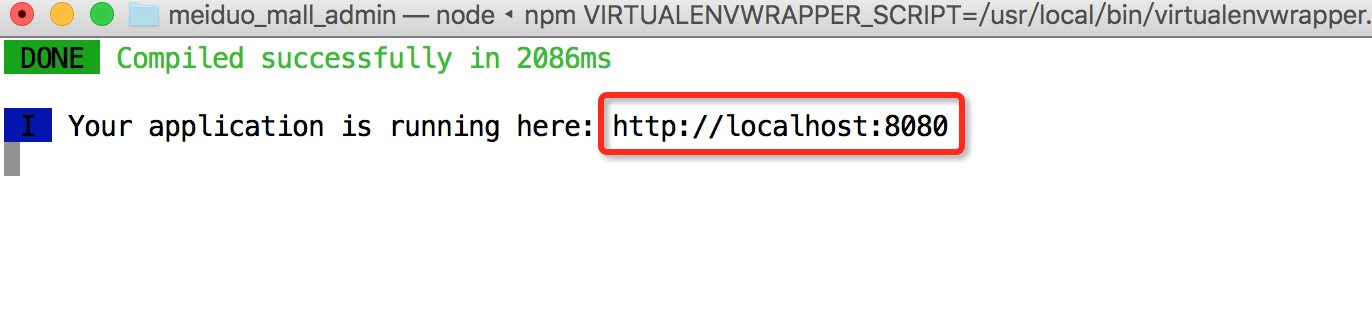 meiduo_mall_admin — node ◂ npm VIRTUALENVWRAPPER_SCRIPT=/usr/local/bin/virtualenvwrapper.
DONE Compiled successfully in 2086ms
I Your application is running here: http://localhost:8080